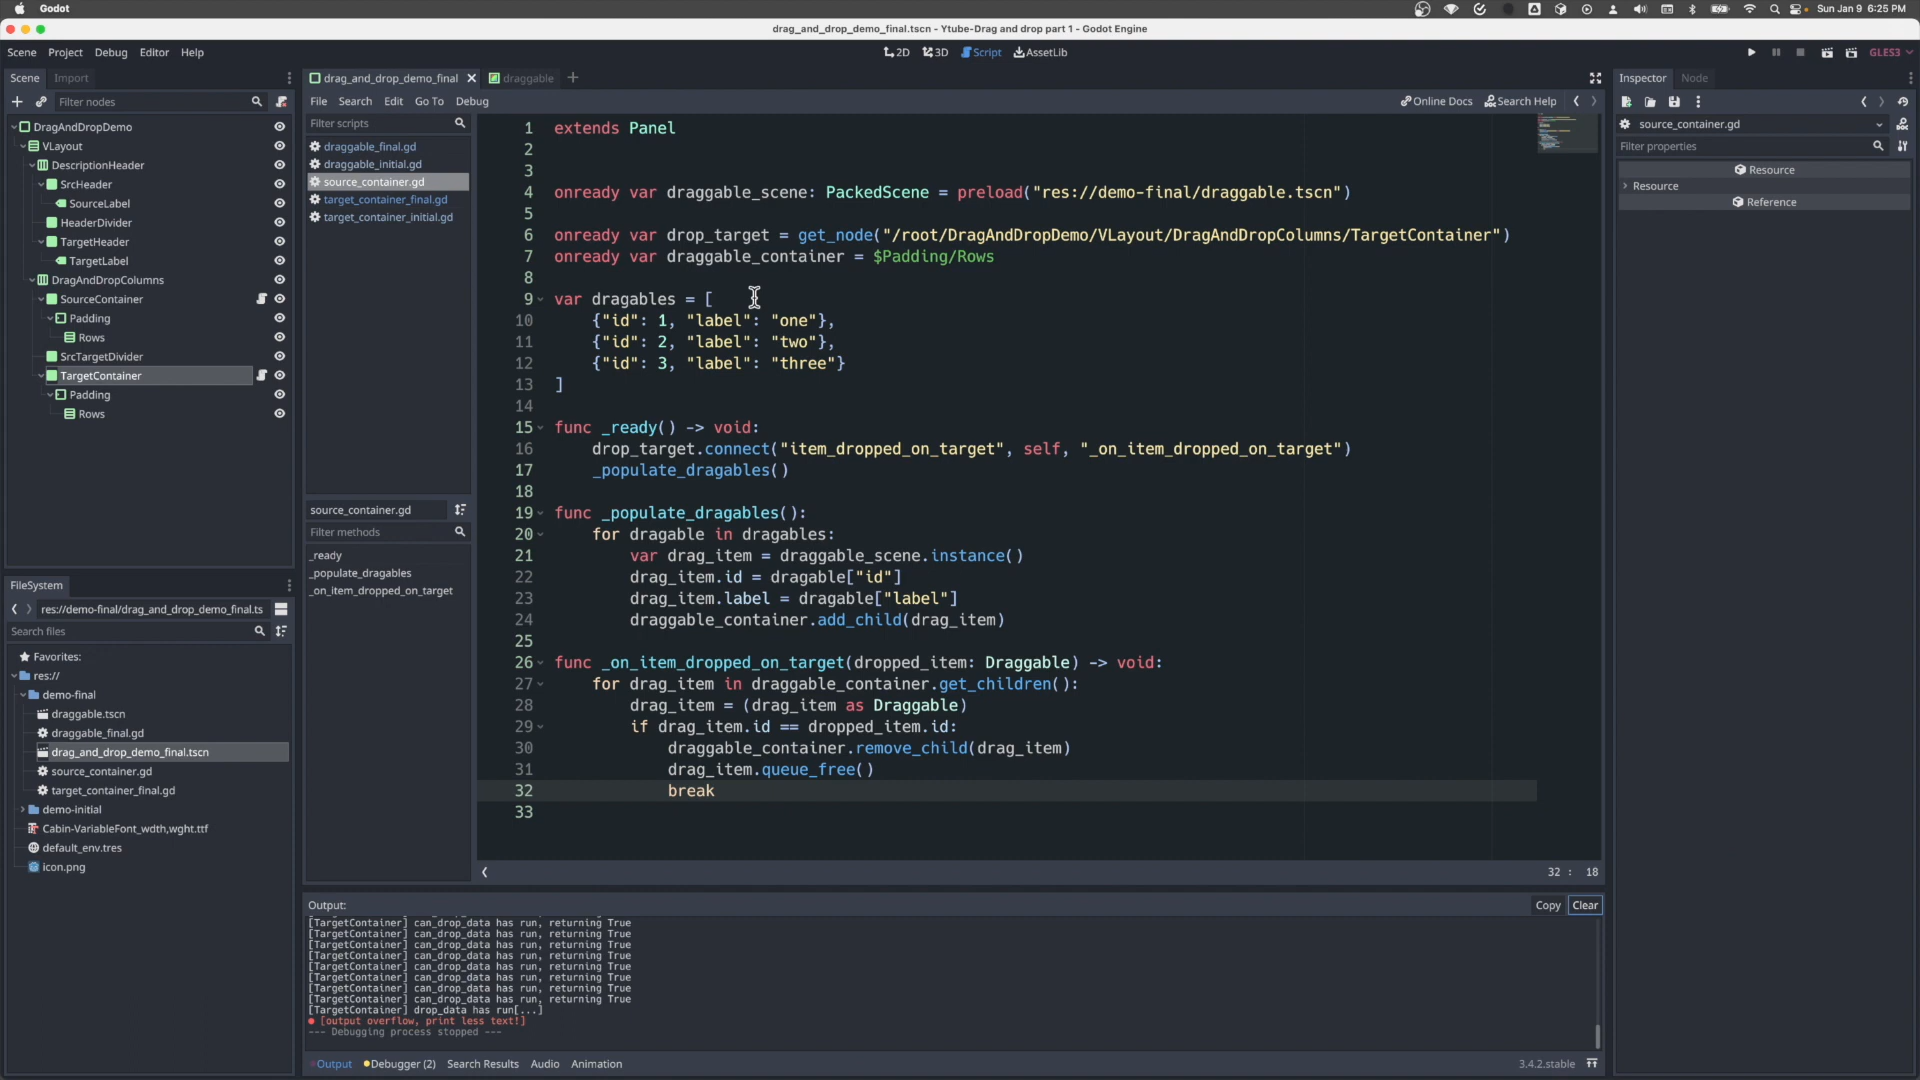 Godot
Sun Jan 9 6:25 PM
drag_and_drop_demo_final.tscn - Ytube-Drag and drop part 1 - Godot Engine
Scene Project Debug Editor Help
2D 3D Script AssetLib
GLES3
Scene Import
Filter nodes
DragAndDropDemo
VLayout
DescriptionHeader
SrcHeader
SourceLabel
HeaderDivider
TargetHeader
TargetLabel
DragAndDropColumns
SourceContainer
Padding
Rows
SrcTargetDivider
TargetContainer
Padding
Rows
FileSystem
res://demo-final/drag_and_drop_demo_final.ts
Search files
Favorites:
res://
demo-final
draggable.tscn
draggable_final.gd
drag_and_drop_demo_final.tscn
source_container.gd
target_container_final.gd
demo-initial
Cabin-VariableFont_wdth,wght.ttf
default_env.tres
icon.png
drag_and_drop_demo_final draggable
File Search Edit Go To Debug
Online Docs Search Help
Filter scripts
draggable_final.gd
draggable_initial.gd
source_container.gd
target_container_final.gd
target_container_initial.gd
source_container.gd
Filter methods
_ready
_populate_dragables
_on_item_dropped_on_target
1 extends Panel
2
3
4 onready var draggable_scene: PackedScene = preload("res://demo-final/draggable.tscn")
5
6 onready var drop_target = get_node("/root/DragAndDropDemo/VLayout/DragAndDropColumns/TargetContainer")
7 onready var draggable_container = $Padding/Rows
8
9 var dragables = [
10 {"id": 1, "label": "one"},
11 {"id": 2, "label": "two"},
12 {"id": 3, "label": "three"}
13 ]
14
15 func _ready() -> void:
16 drop_target.connect("item_dropped_on_target", self, "_on_item_dropped_on_target")
17 _populate_dragables()
18
19 func _populate_dragables():
20 for dragable in dragables:
21 var drag_item = draggable_scene.instance()
22 drag_item.id = dragable["id"]
23 drag_item.label = dragable["label"]
24 draggable_container.add_child(drag_item)
25
26 func _on_item_dropped_on_target(dropped_item: Draggable) -> void:
27 for drag_item in draggable_container.get_children():
28 drag_item = (drag_item as Draggable)
29 if drag_item.id == dropped_item.id:
30 draggable_container.remove_child(drag_item)
31 drag_item.queue_free()
32 break
33
32 : 18
Output:
Copy Clear
[TargetContainer] can_drop_data has run, returning True
[TargetContainer] can_drop_data has run, returning True
[TargetContainer] can_drop_data has run, returning True
[TargetContainer] can_drop_data has run, returning True
[TargetContainer] can_drop_data has run, returning True
[TargetContainer] can_drop_data has run, returning True
[TargetContainer] can_drop_data has run, returning True
[TargetContainer] can_drop_data has run, returning True
[TargetContainer] drop_data has run[...]
[output overflow, print less text!]
--- Debugging process stopped ---
Output Debugger (2) Search Results Audio Animation
3.4.2.stable
Inspector Node
source_container.gd
Filter properties
Resource
Resource
Reference